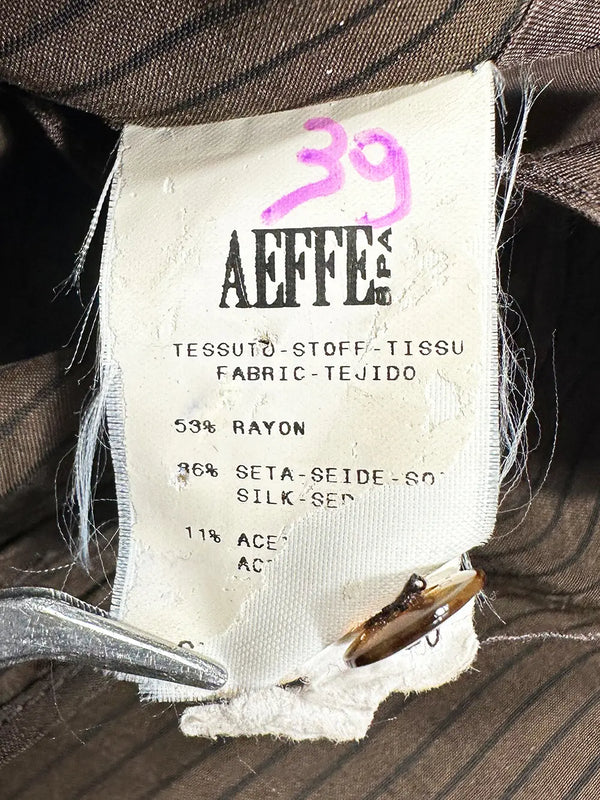 39
AEFFE SPA
TESSUTO-STOFF-TISSU
FABRIC-TEJIDO
53% RAYON
36% SETA-SEIDE-SO
SILK-SED
11% ACE
AC